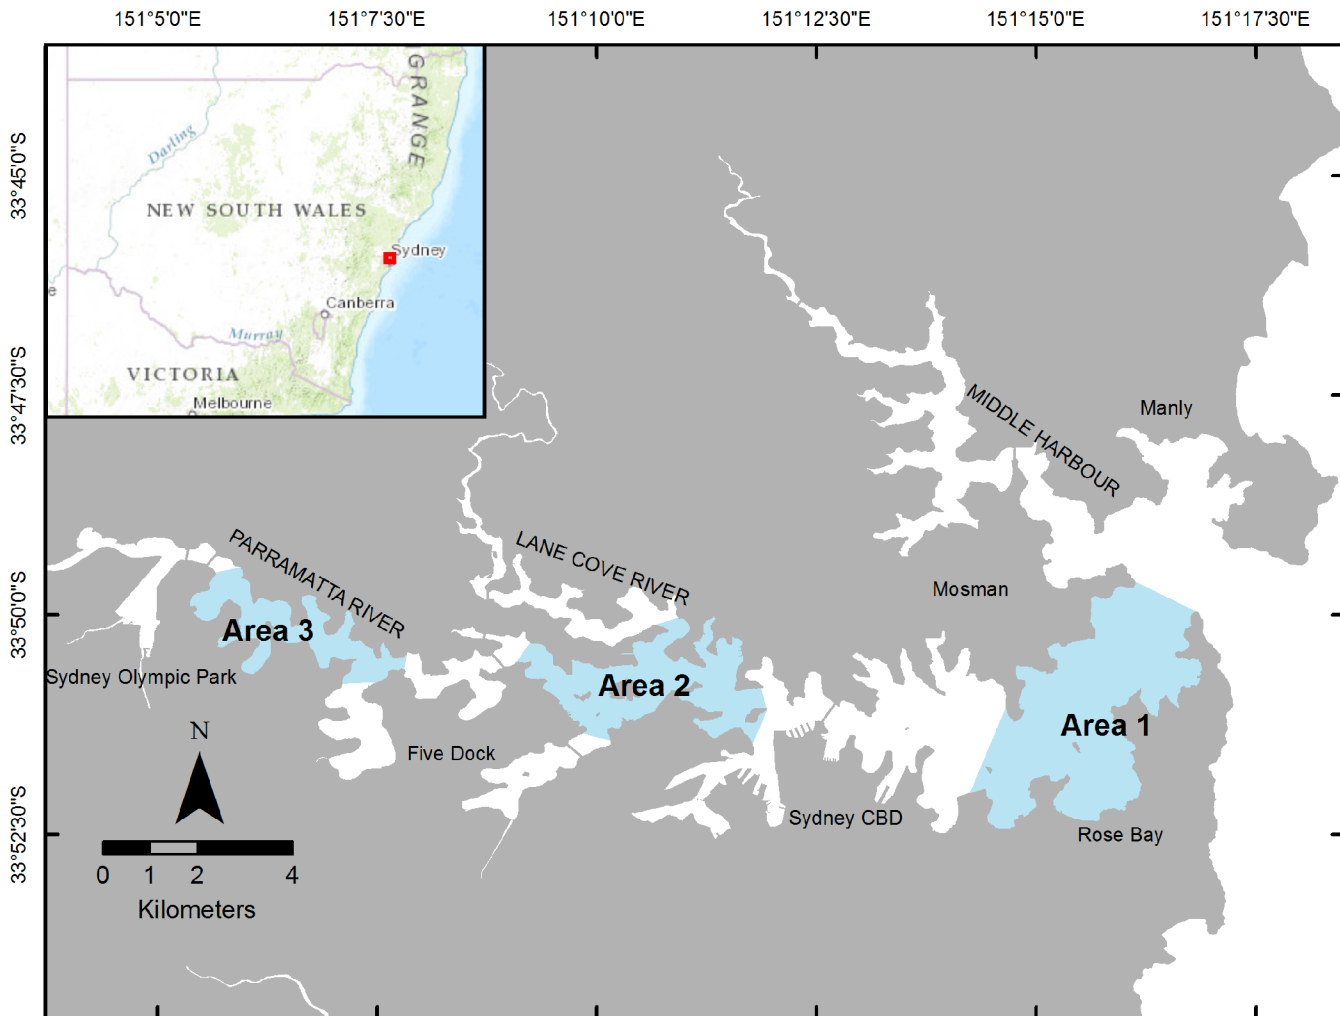 151°5'0"E
151°7'30"E
151°10'0"E
151°12'30"E
151°15'0"E
151°17'30"E
33°45'0"S
33°47'30"S
33°50'0"S
33°52'30"S
GRANGE
Darling
NEW SOUTH WALES
Sydney
e
Canberra
Murray
VICTORIA
Melbourne
MIDDLE HARBOUR
Manly
PARRAMATTA RIVER
LANE COVE RIVER
Mosman
Area 3
Sydney Olympic Park
Area 2
Area 1
N
Five Dock
Sydney CBD
Rose Bay
0 1 2 4
Kilometers